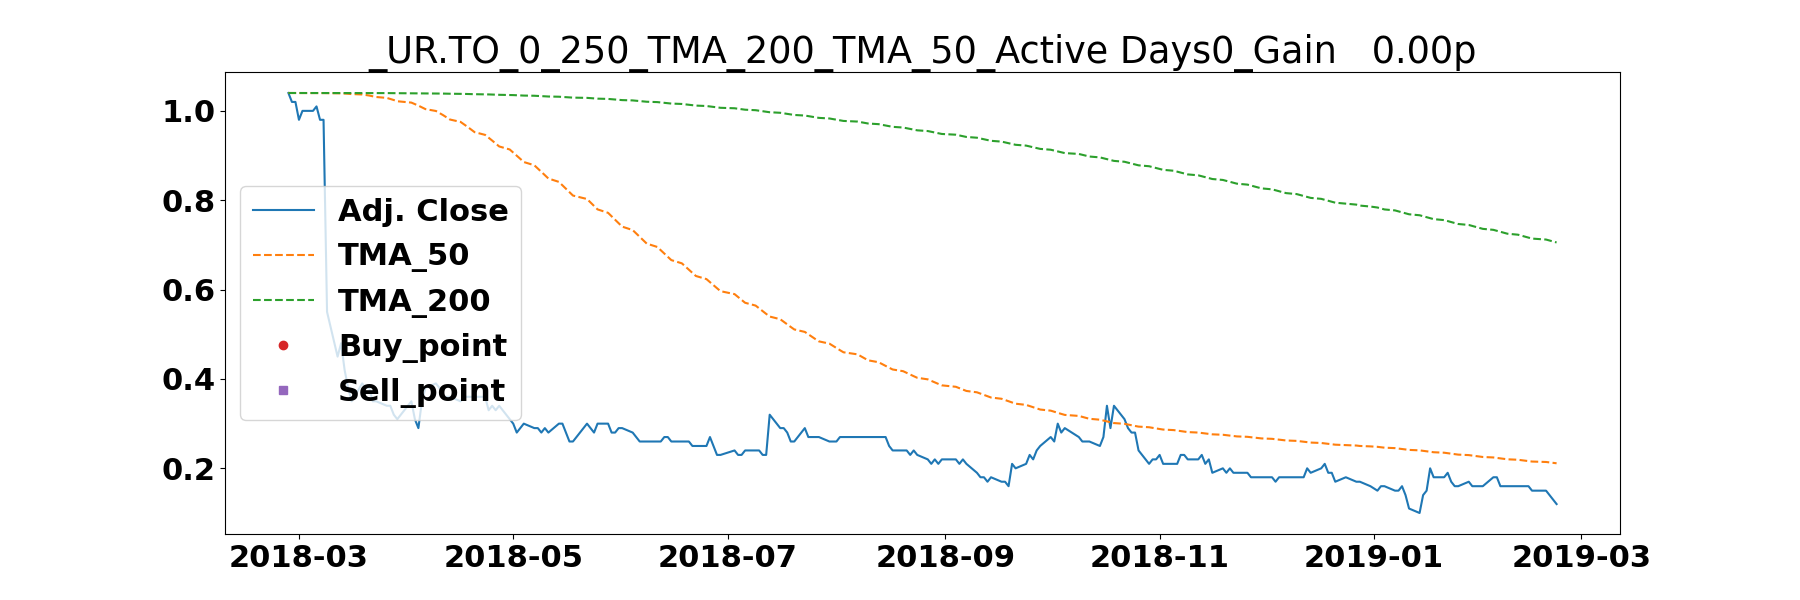 _UR.TO_0_250_TMA_200_TMA_50_Active Days0_Gain   0.00p
1.0
0.8
0.6
0.4
0.2
Adj. Close
TMA_50
TMA_200
Buy_point
Sell_point
2018-03 2018-05 2018-07 2018-09 2018-11 2019-01 2019-03